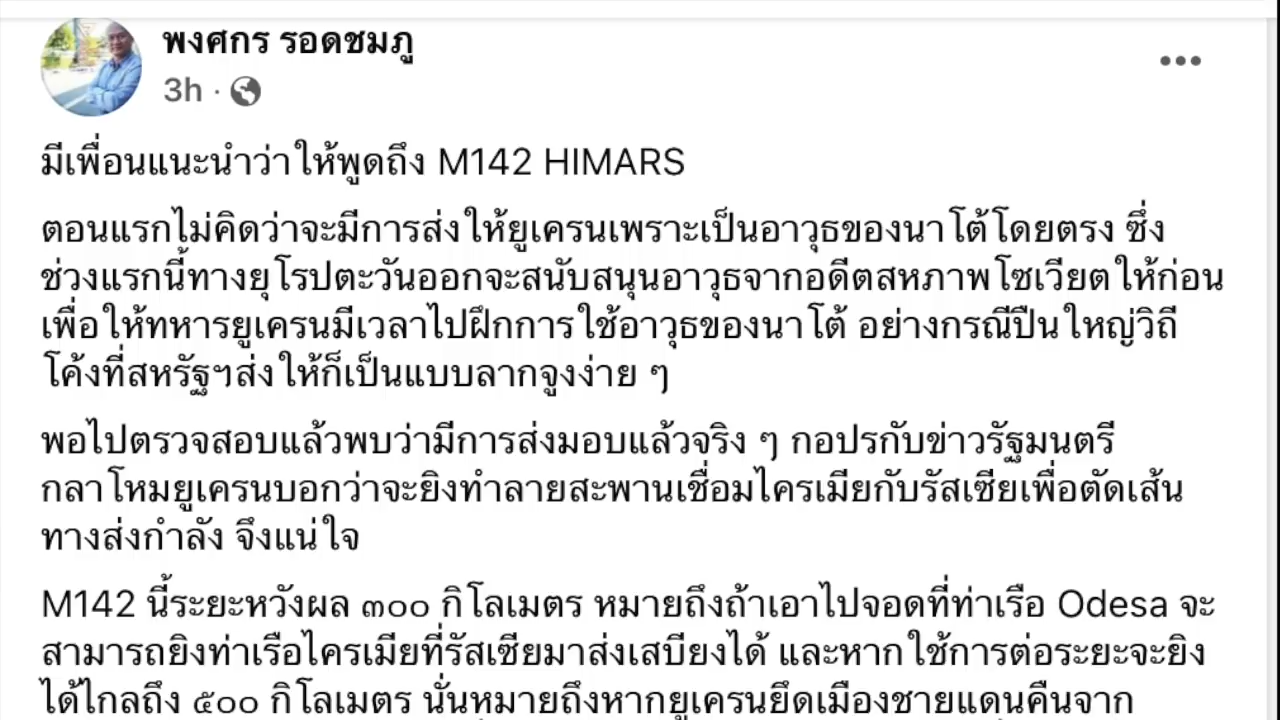 พงศกร รอดชมภู
3h ·
มีเพื่อนแนะนำว่าให้พูดถึง M142 HIMARS
ตอนแรกไม่คิดว่าจะมีการส่งให้ยูเครนเพราะเป็นอาวุธของนาโต้โดยตรง ซึ่ง
ช่วงแรกนี้ทางยุโรปตะวันออกจะสนับสนุนอาวุธจากอดีตสหภาพโซเวียตให้ก่อน
เพื่อให้ทหารยูเครนมีเวลาไปฝึกการใช้อาวุธของนาโต้ อย่างกรณีปืนใหญ่วิถี
โค้งที่สหรัฐฯส่งให้ก็เป็นแบบลากจูงง่าย ๆ
พอไปตรวจสอบแล้วพบว่ามีการส่งมอบแล้วจริง ๆ กอปรกับข่าวรัฐมนตรี
กลาโหมยูเครนบอกว่าจะยิงทำลายสะพานเชื่อมไครเมียกับรัสเซียเพื่อตัดเส้น
ทางส่งกำลัง จึงแน่ใจ
M142 นี้ระยะหวังผล ๓๐๐ กิโลเมตร หมายถึงถ้าเอาไปจอดที่ท่าเรือ Odesa จะ
สามารถยิงท่าเรือไครเมียที่รัสเซียมาส่งเสบียงได้ และหากใช้การต่อระยะจะยิง
ได้ไกลถึง ๕๐๐ กิโลเมตร นั่นหมายถึงหากยูเครนยึดเมืองชายแดนคืนจาก